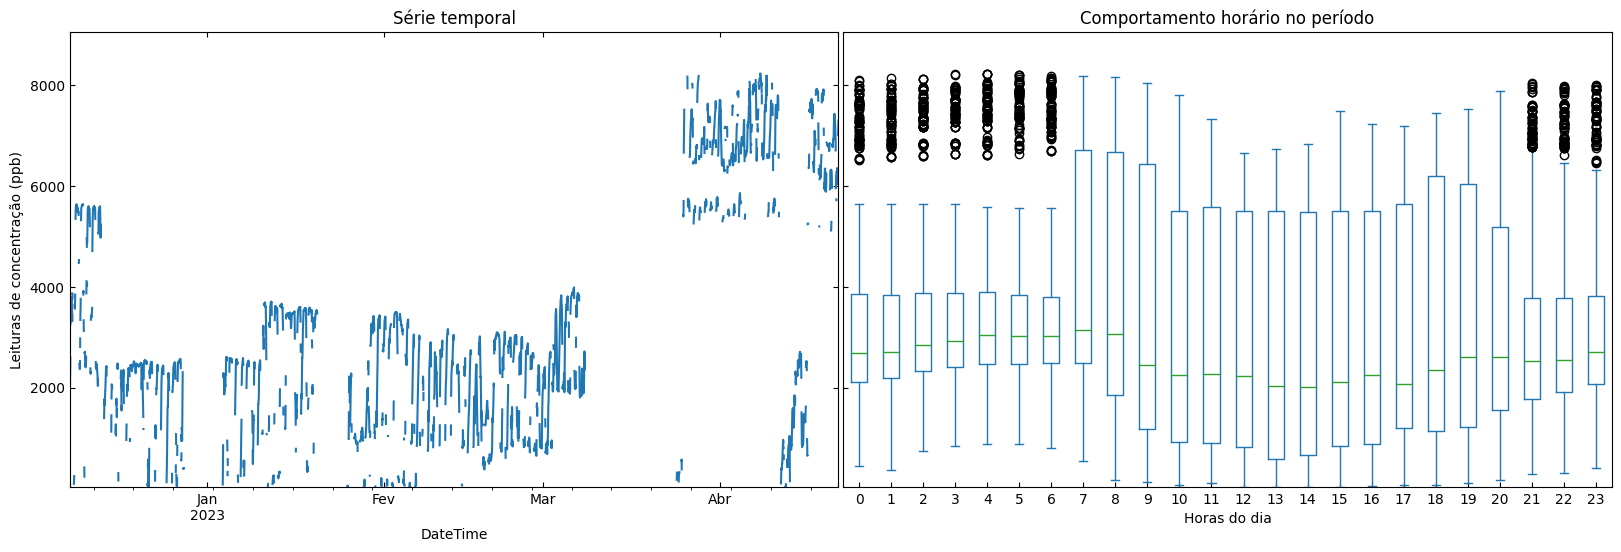 Série temporal
Leituras de concentração (ppb)
8000
6000
4000
2000
Jan
2023
Fev
Mar
Abr
DateTime
Comportamento horário no período
0 1 2 3 4 5 6 7 8 9 10 11 12 13 14 15 16 17 18 19 20 21 22 23
Horas do dia